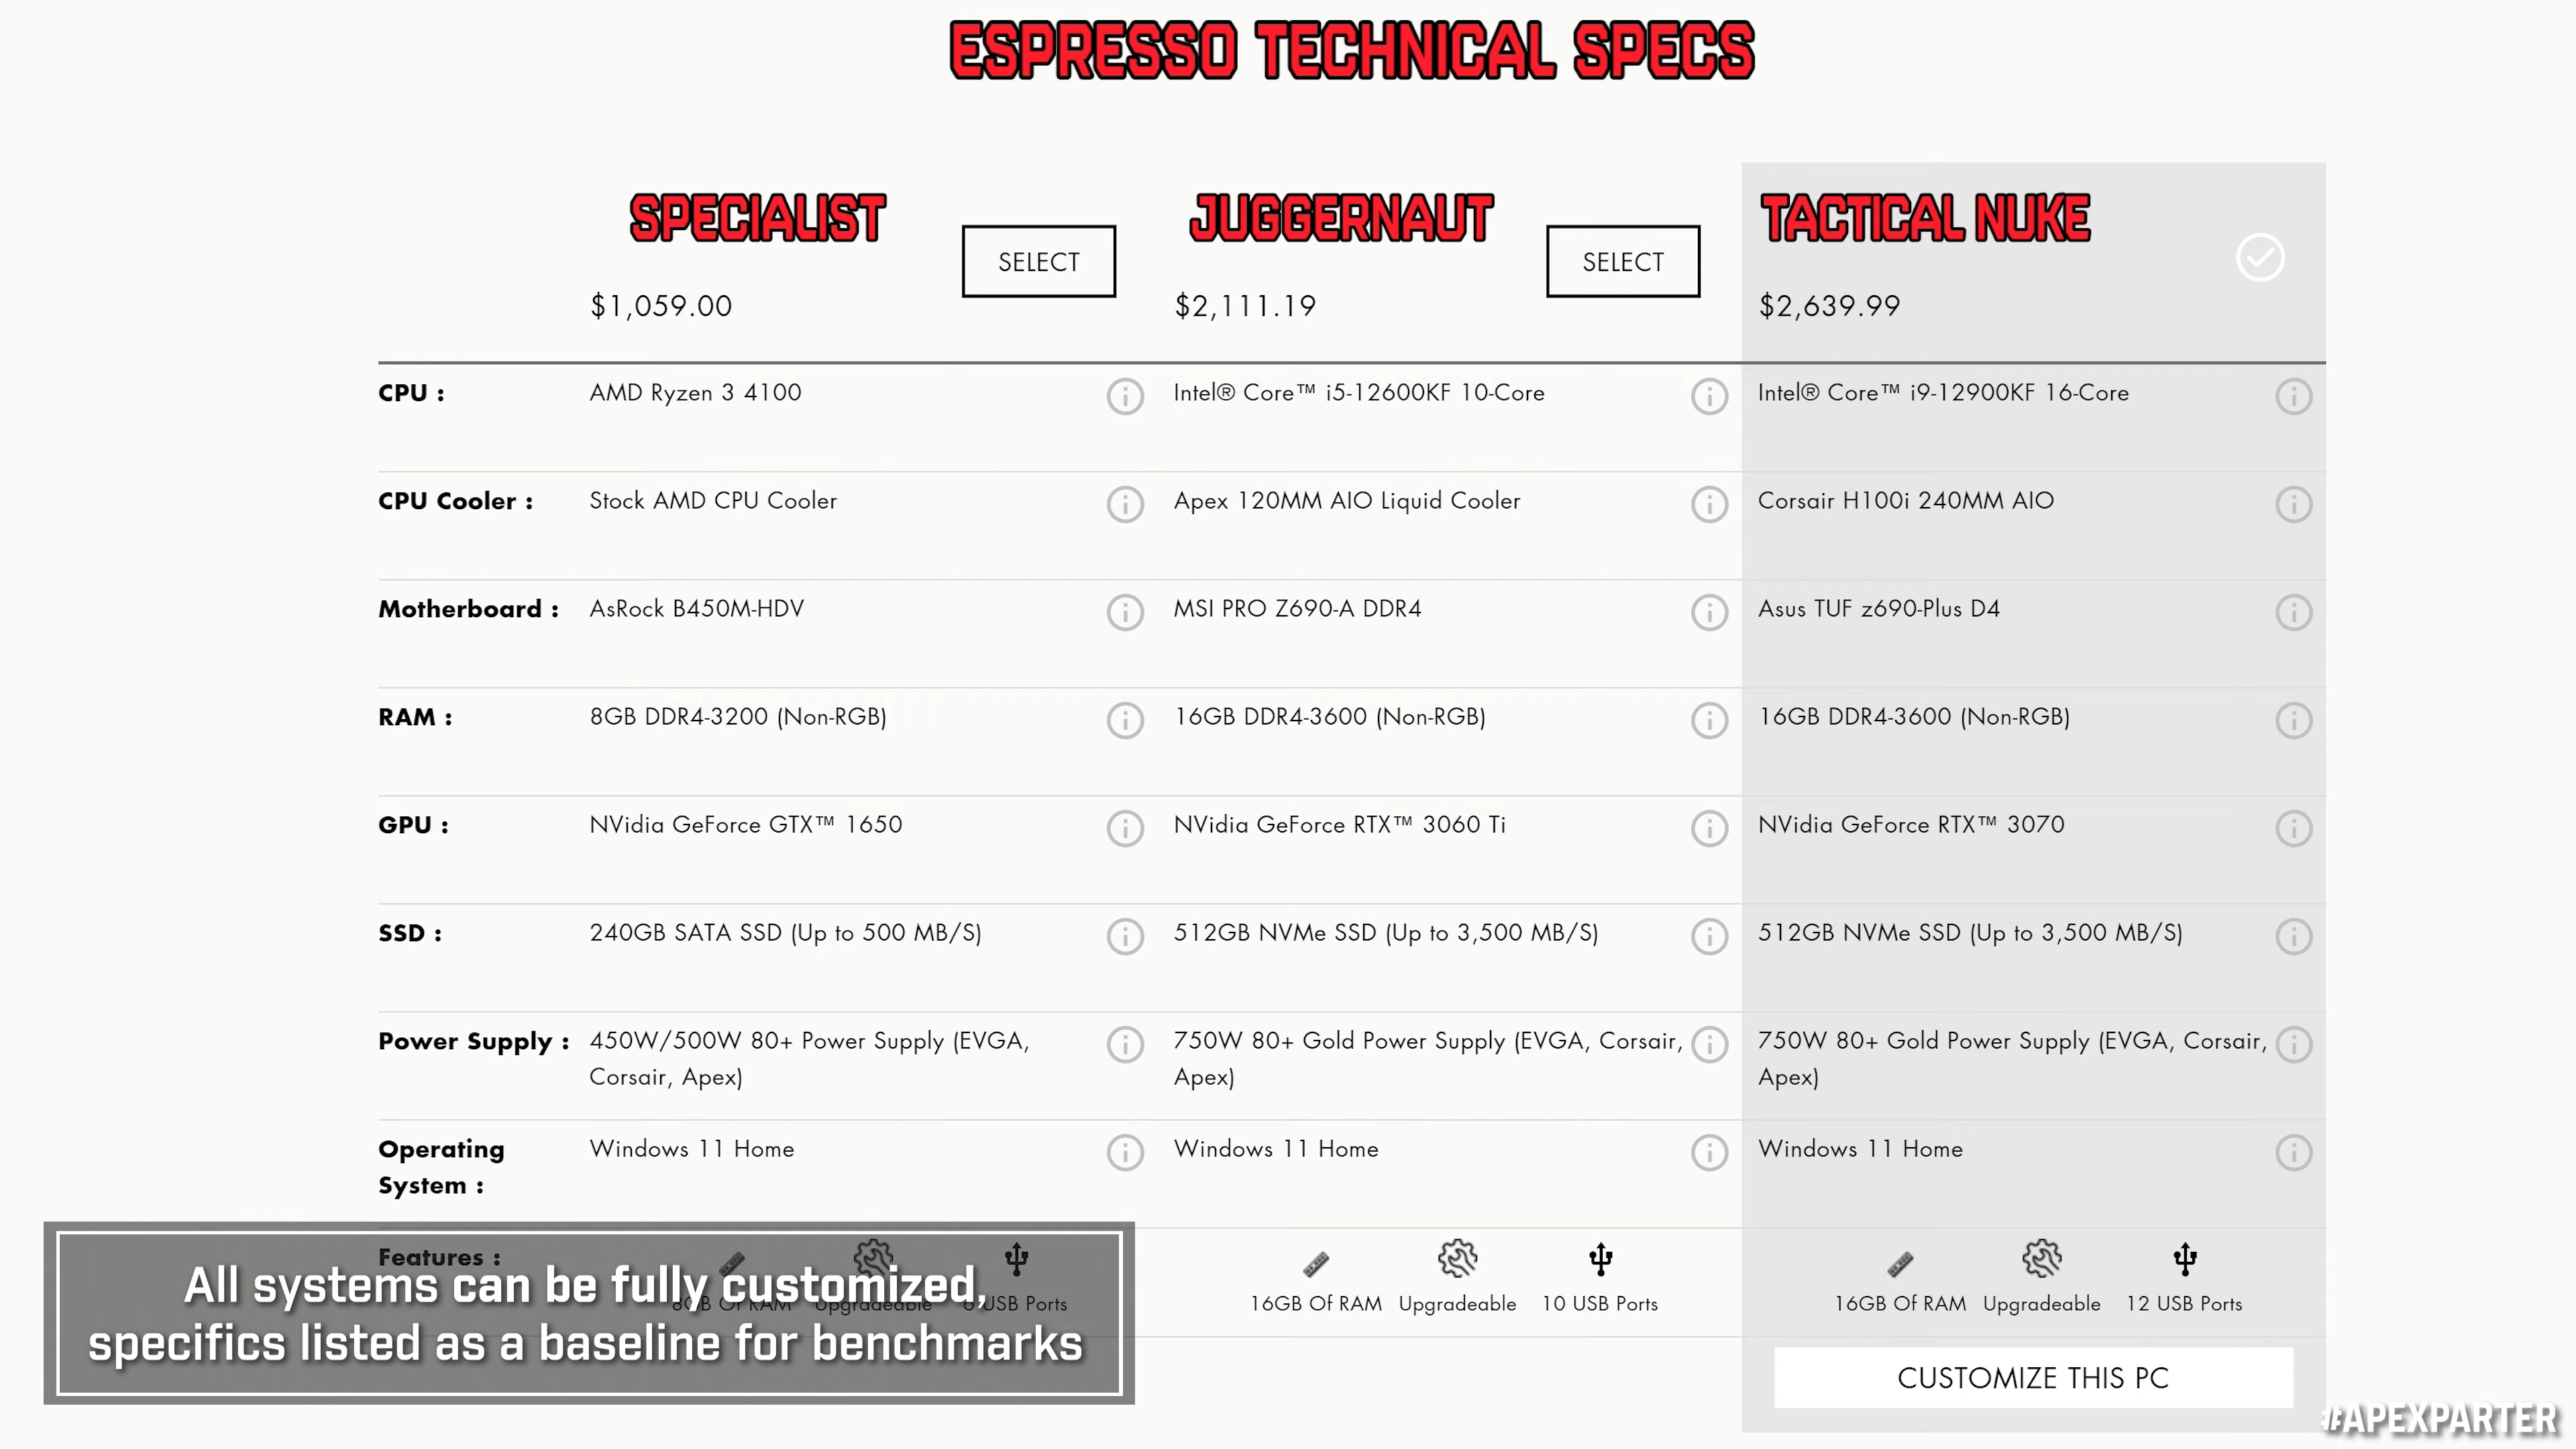 ESPRESSO TECHNICAL SPECS
SPECIALIST
SELECT
$1,059.00
JUGGERNAUT
SELECT
$2,111.19
TACTICAL NUKE
$2,639.99
CPU : AMD Ryzen 3 4100 Intel® Core™ i5-12600KF 10-Core Intel® Core™ i9-12900KF 16-Core
CPU Cooler : Stock AMD CPU Cooler Apex 120MM AIO Liquid Cooler Corsair H100i 240MM AIO
Motherboard : AsRock B450M-HDV MSI PRO Z690-A DDR4 Asus TUF z690-Plus D4
RAM : 8GB DDR4-3200 (Non-RGB) 16GB DDR4-3600 (Non-RGB) 16GB DDR4-3600 (Non-RGB)
GPU : NVidia GeForce GTX™ 1650 NVidia GeForce RTX™ 3060 Ti NVidia GeForce RTX™ 3070
SSD : 240GB SATA SSD (Up to 500 MB/S) 512GB NVMe SSD (Up to 3,500 MB/S) 512GB NVMe SSD (Up to 3,500 MB/S)
Power Supply : 450W/500W 80+ Power Supply (EVGA, 750W 80+ Gold Power Supply (EVGA, Corsair, 750W 80+ Gold Power Supply (EVGA, Corsair,
Corsair, Apex) Apex) Apex)
Operating Windows 11 Home Windows 11 Home Windows 11 Home
System :
Features :
8GB Of RAM Upgradeable USB Ports 16GB Of RAM Upgradeable 10 USB Ports 16GB Of RAM Upgradeable 12 USB Ports
All systems can be fully customized,
specifics listed as a baseline for benchmarks
CUSTOMIZE THIS PC
#APEXPARTER